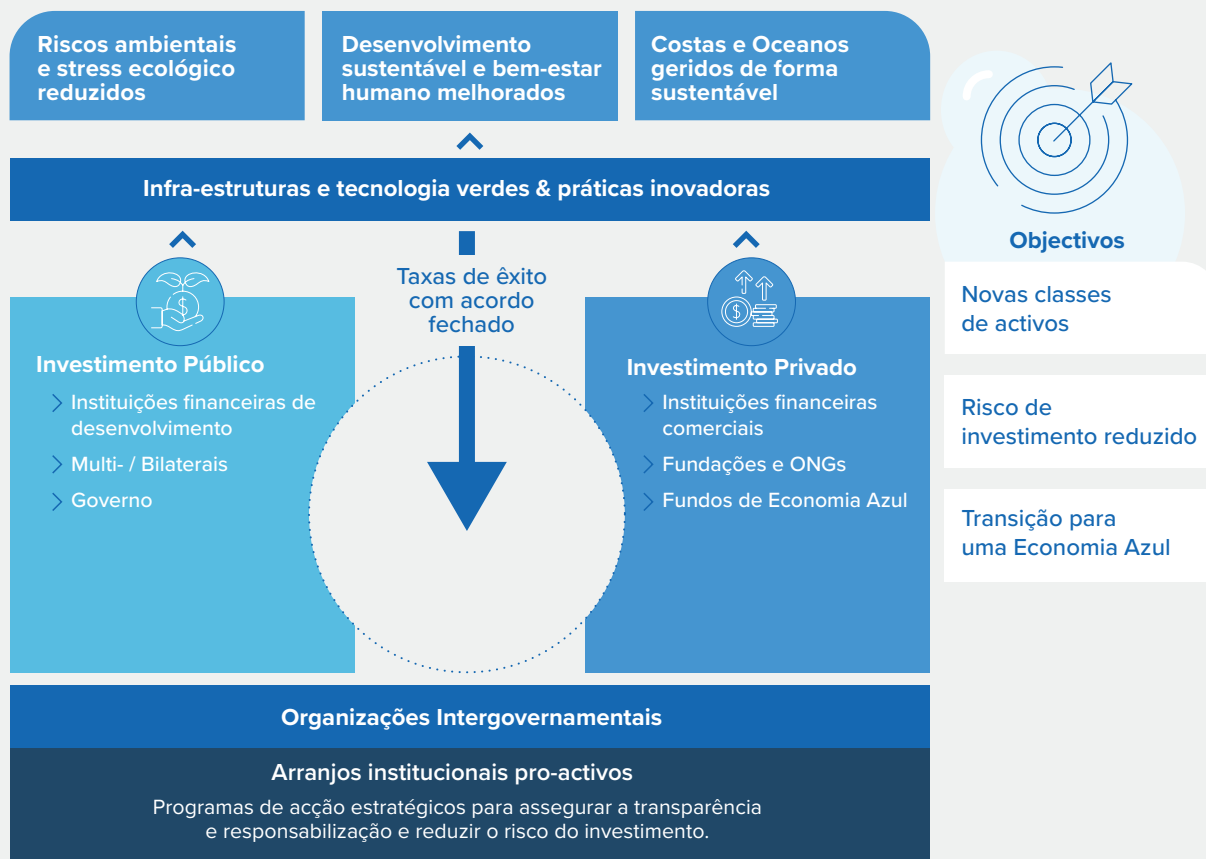 Riscos ambientais
e stress ecológico
reduzidos
Desenvolvimento
sustentável e bem-estar
humano melhorados
Costas e Oceanos
geridos de forma
sustentável
Infra-estruturas e tecnologia verdes & práticas inovadoras
Taxas de êxito
com acordo
fechado
Investimento Público
Instituições financeiras de
desenvolvimento
Multi- / Bilaterais
Governo
Investimento Privado
Instituições financeiras
comerciais
Fundações e ONGs
Fundos de Economia Azul
Organizações Intergovernamentais
Arranjos institucionais pro-activos
Programas de acção estratégicos para assegurar a transparência
e responsabilização e reduzir o risco do investimento.
Objectivos
Novas classes
de activos
Risco de
investimento reduzido
Transição para
uma Economia Azul